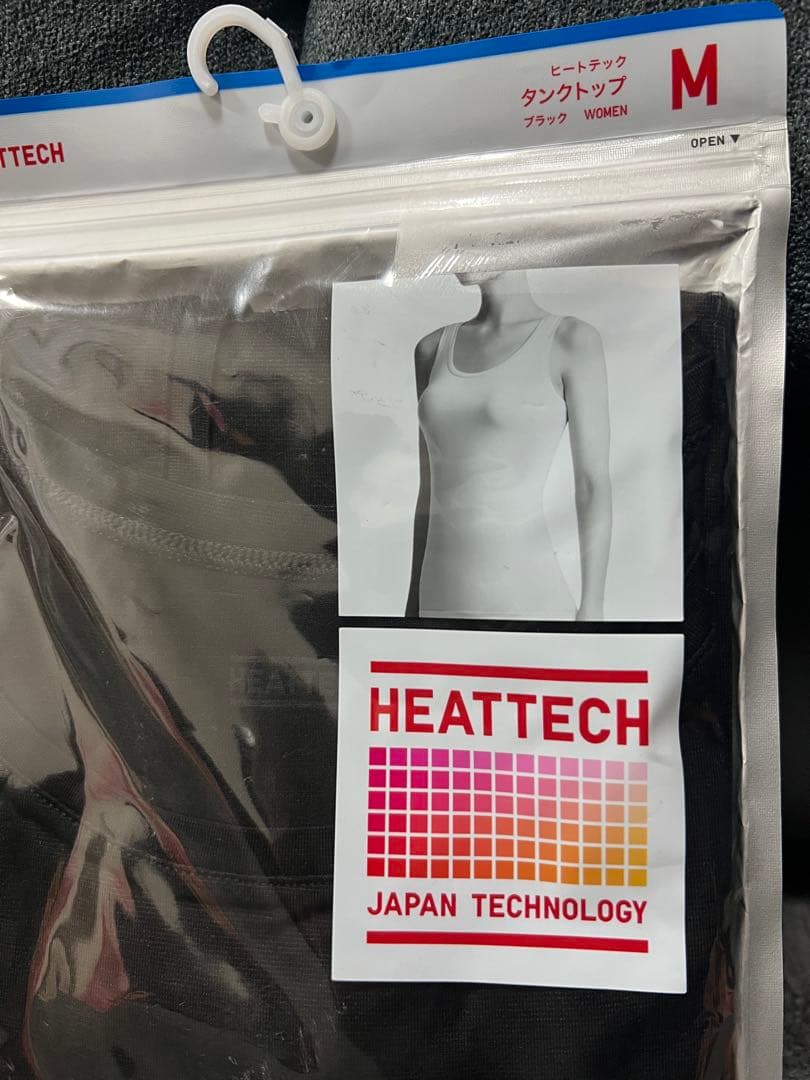 TTECH
ヒートテック
タンクトップ
ブラック WOMEN
M
OPEN ▼
HEATTECH
JAPAN TECHNOLOGY